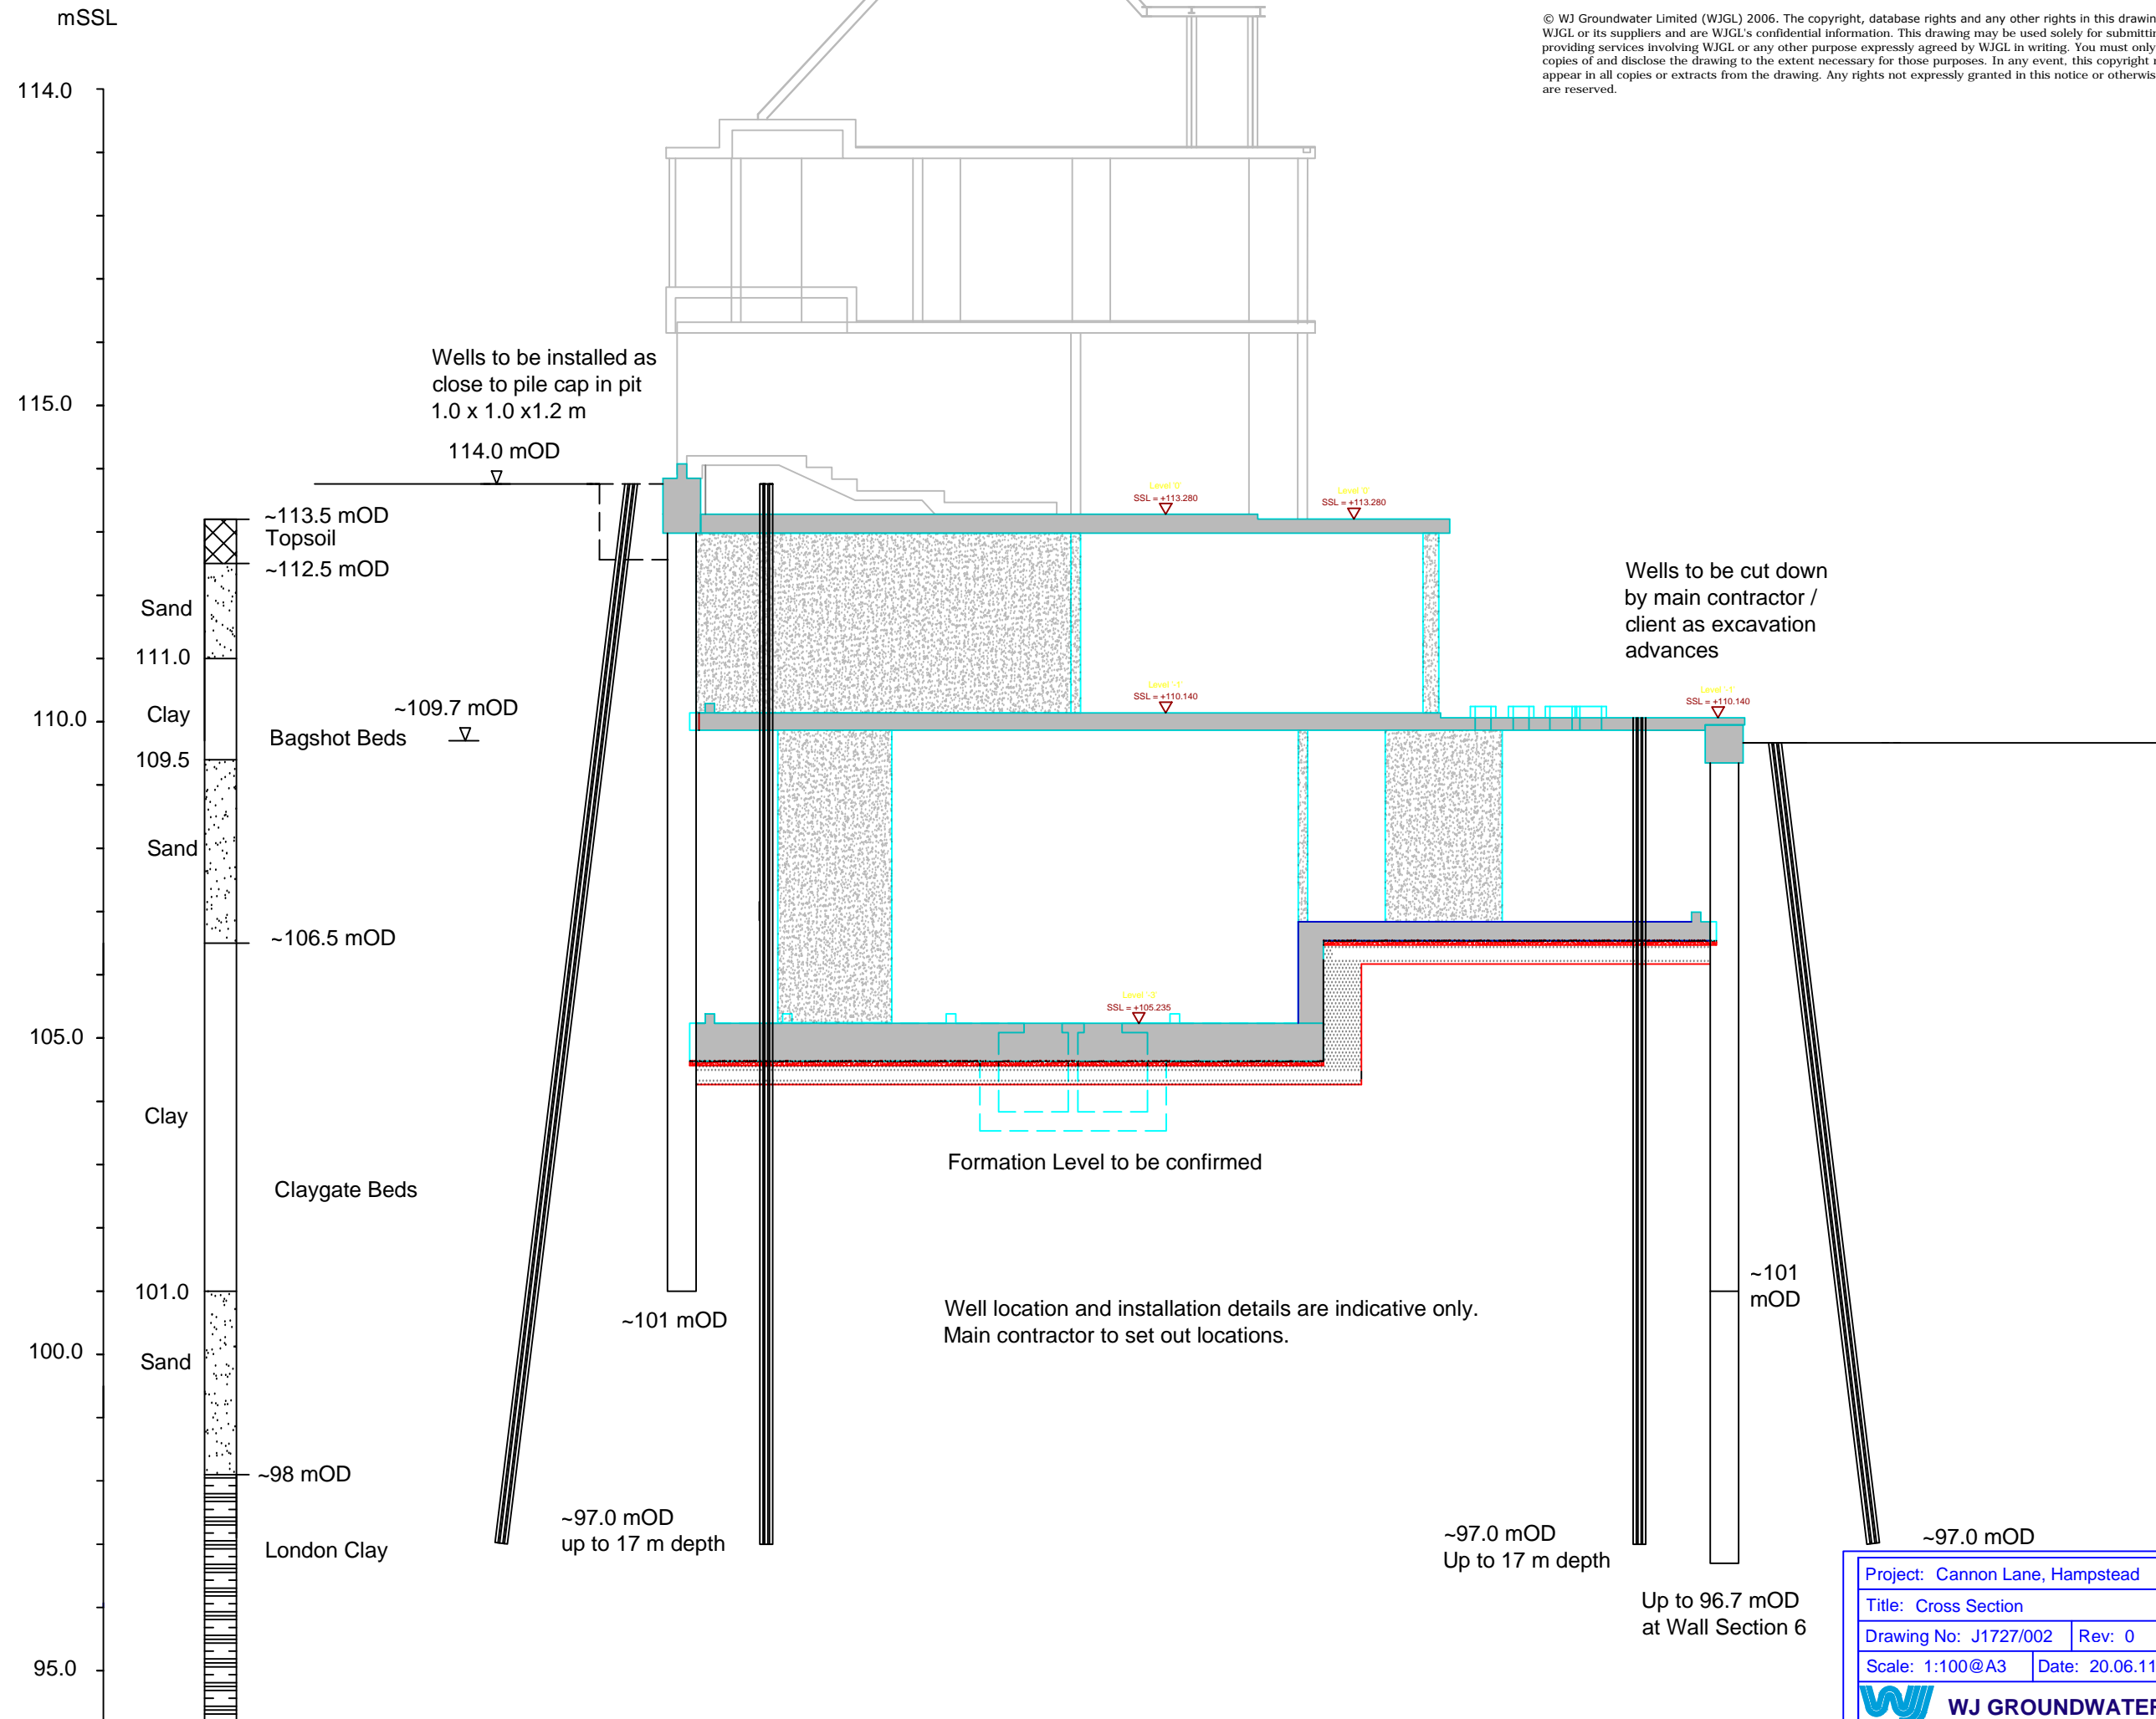 mSSL
© WJ Groundwater Limited (WJGL) 2006. The copyright, database rights and any other rights in this drawin
WJGL or its suppliers and are WJGL's confidential information. This drawing may be used solely for submittin
providing services involving WJGL or any other purpose expressly agreed by WJGL in writing. You must only
copies of and disclose the drawing to the extent necessary for those purposes. In any event, this copyright n
appear in all copies or extracts from the drawing. Any rights not expressly granted in this notice or otherwis
are reserved.
114.0
115.0
110.0
105.0
100.0
95.0
Wells to be installed as
close to pile cap in pit
1.0 x 1.0 x1.2 m
114.0 mOD
~113.5 mOD
Topsoil
~112.5 mOD
Sand
111.0
Clay
~109.7 mOD
Bagshot Beds
109.5
Sand
~106.5 mOD
Clay
Claygate Beds
101.0
Sand
~98 mOD
London Clay
Level '0'
SSL = +113.280
Level '0'
SSL = +113.280
Wells to be cut down
by main contractor /
client as excavation
advances
Level '-1'
SSL = +110.140
Level '-1'
SSL = +110.140
Level '-3'
SSL = +105.235
Formation Level to be confirmed
~101 mOD
~101
mOD
Well location and installation details are indicative only.
Main contractor to set out locations.
~97.0 mOD
up to 17 m depth
~97.0 mOD
Up to 17 m depth
~97.0 mOD
Up to 96.7 mOD
at Wall Section 6
Project: Cannon Lane, Hampstead
Title: Cross Section
Drawing No: J1727/002 Rev: 0
Scale: 1:100@A3 Date: 20.06.11
WJ GROUNDWATER